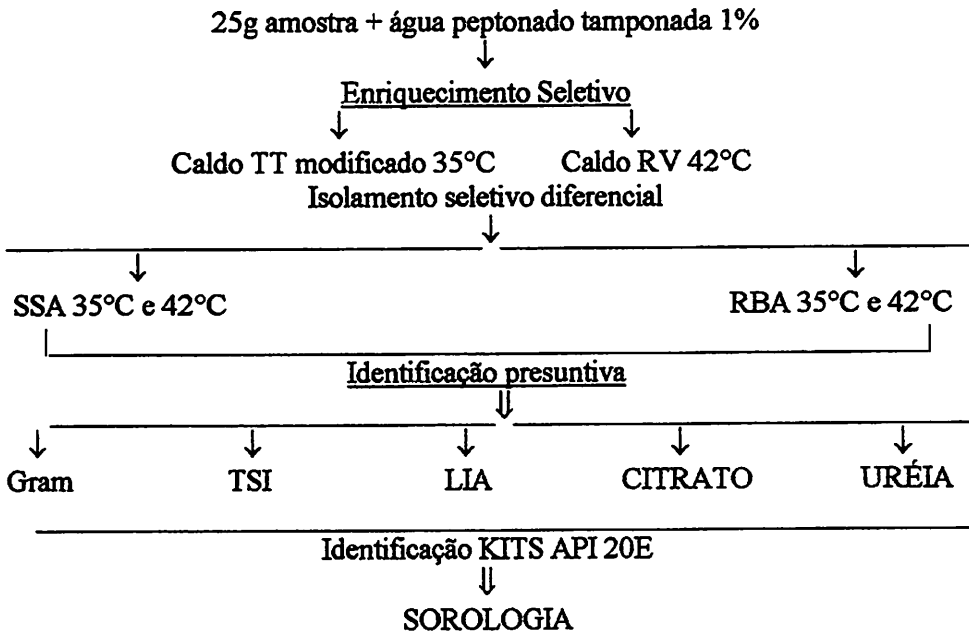 25g amostra + água peptonado tamponada 1%
Enriquecimento Seletivo
Caldo TT modificado 35°C Caldo RV 42°C
Isolamento seletivo diferencial
SSA 35°C e 42°C RBA 35°C e 42°C
Identificação presuntiva
Gram TSI LIA CITRATO URÉIA
Identificação KITS API 20E
SOROLOGIA